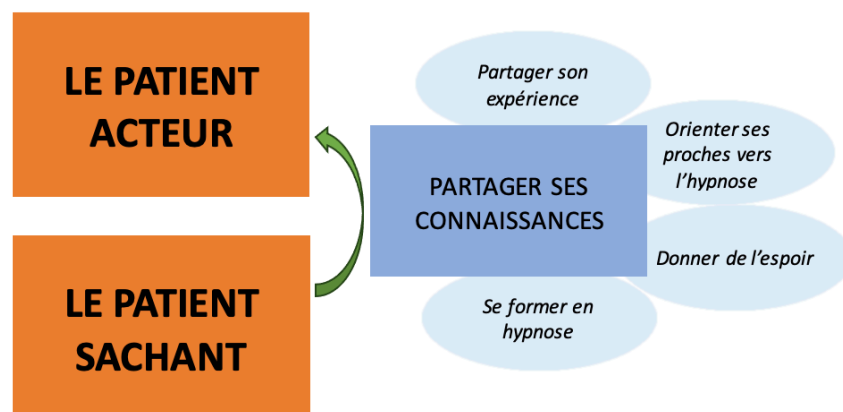 LE PATIENT
ACTEUR
LE PATIENT
SACHANT
PARTAGER SES
CONNAISSANCES
Partager son
expérience
Orienter ses
proches vers
l'hypnose
Donner de l'espoir
Se former en
hypnose